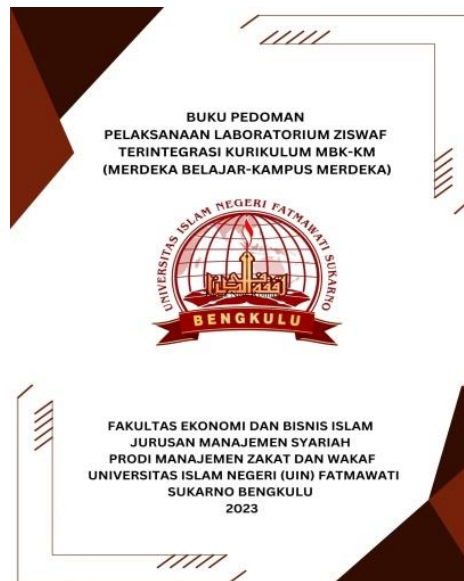 BUKU PEDOMAN
PELAKSANAAN LABORATORIUM ZISWAF
TERINTEGRASI KURIKULUM MBK-KM
(MERDEKA BELAJAR-KAMPUS MERDEKA)
UNIVERSITAS ISLAM NEGERI FATMAWATI SUKARNO
BENGKULU
FAKULTAS EKONOMI DAN BISNIS ISLAM
JURUSAN MANAJEMEN SYARIAH
PRODI MANAJEMEN ZAKAT DAN WAKAF
UNIVERSITAS ISLAM NEGERI (UIN) FATMAWATI
SUKARNO BENGKULU
2023